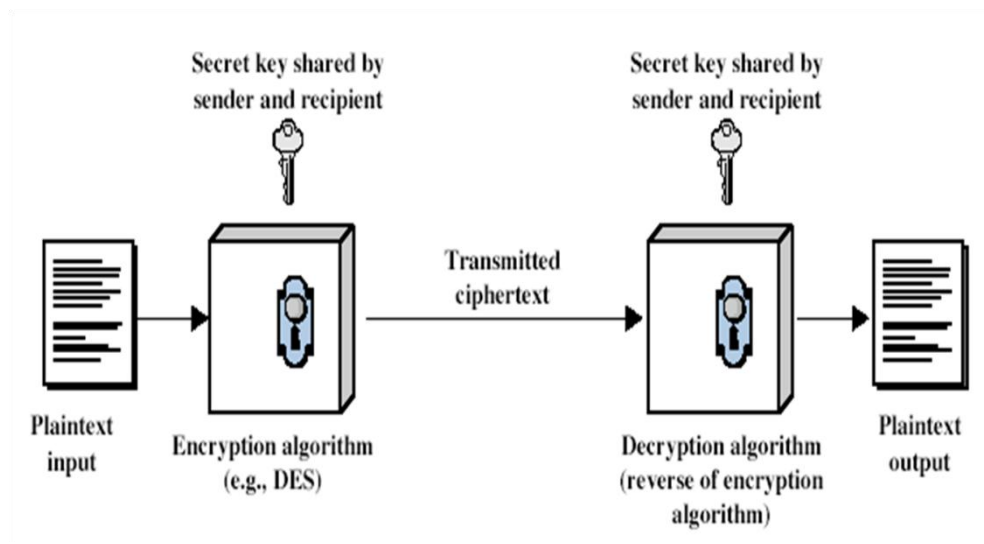 Secret key shared by
sender and recipient
Secret key shared by
sender and recipient
Transmitted
ciphertext
Plaintext
input
Encryption algorithm
(e.g., DES)
Decryption algorithm
(reverse of encryption
algorithm)
Plaintext
output